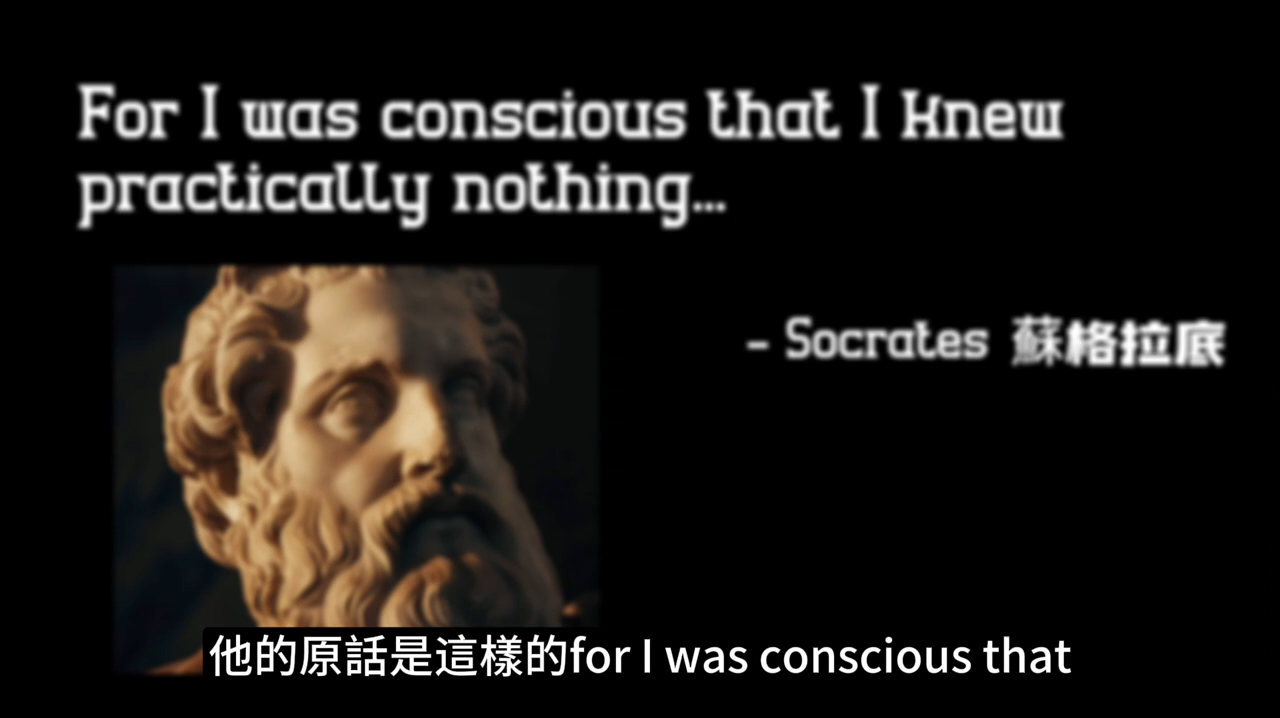 For I was conscious that I knew
practically nothing...
- Socrates 蘇格拉底
他的原話是這樣的for I was conscious that